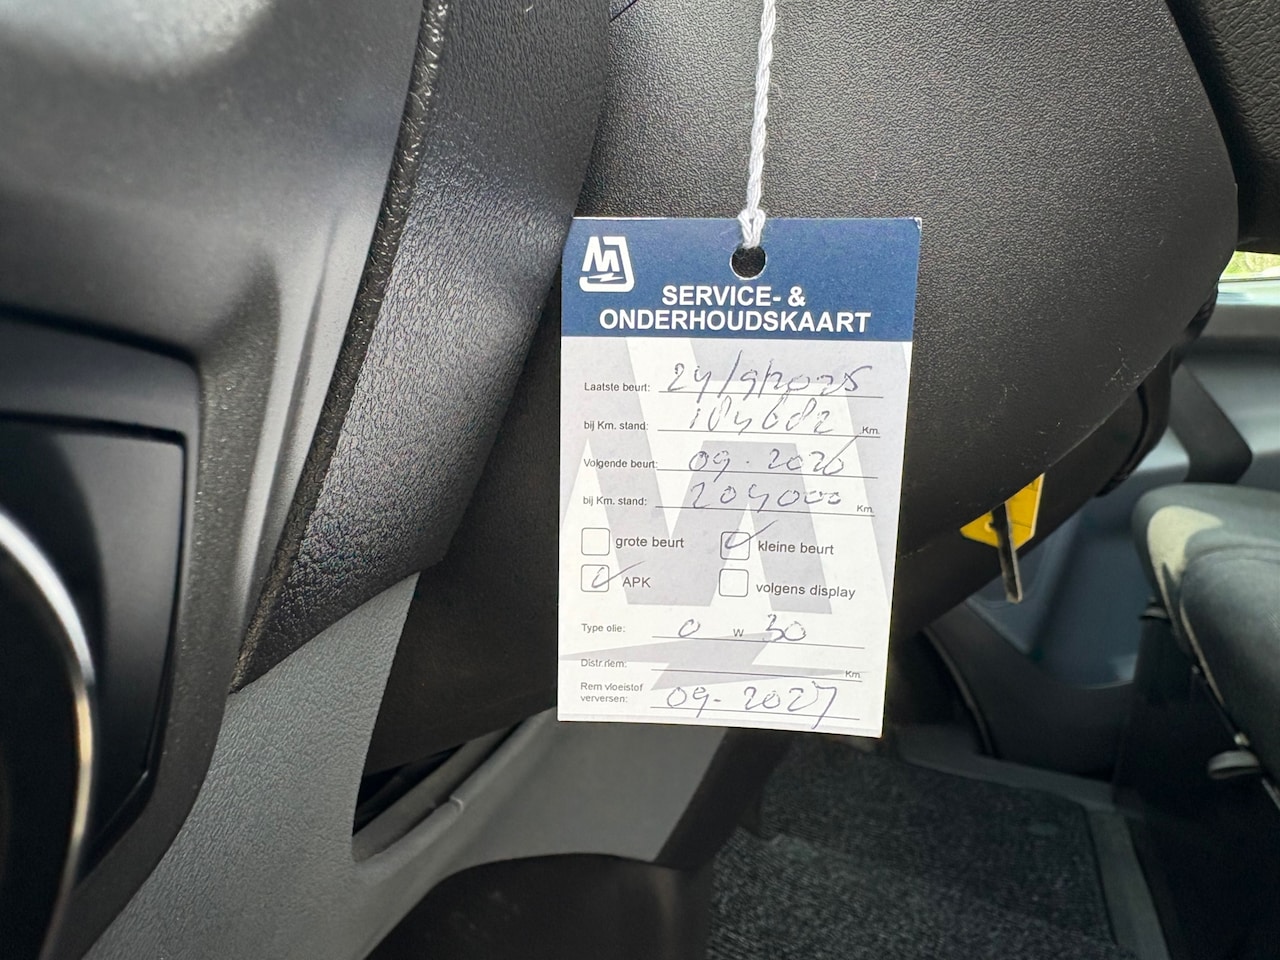 SERVICE- &
ONDERHOUDSKAART
Laatste beurt: 24/9/2025
bij Km. stand: 184682 Km.
Volgende beurt: 09-2026
bij Km. stand: 204000 Km.
grote beurt ✓ kleine beurt
✓ APK volgens display
Type olie: 0 W 30
Distr.riem: Km.
Rem vloeistof
verversen: 09-2027